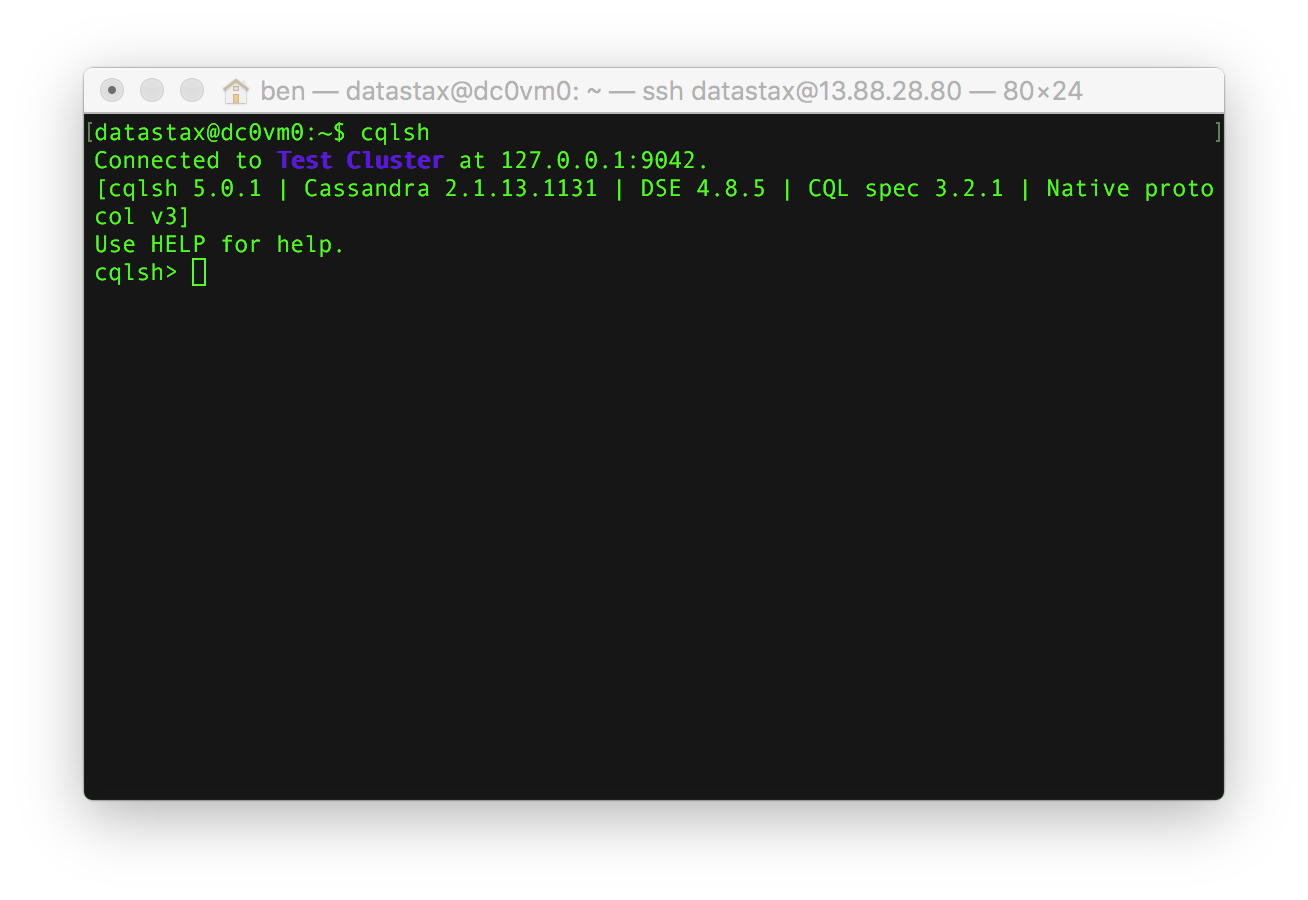 ben — datastax@dc0vm0: ~ — ssh datastax@13.88.28.80 — 80×24
[datastax@dc0vm0:~$ cqlsh ]
Connected to Test Cluster at 127.0.0.1:9042.
[cqlsh 5.0.1 | Cassandra 2.1.13.1131 | DSE 4.8.5 | CQL spec 3.2.1 | Native proto
col v3]
Use HELP for help.
cqlsh>